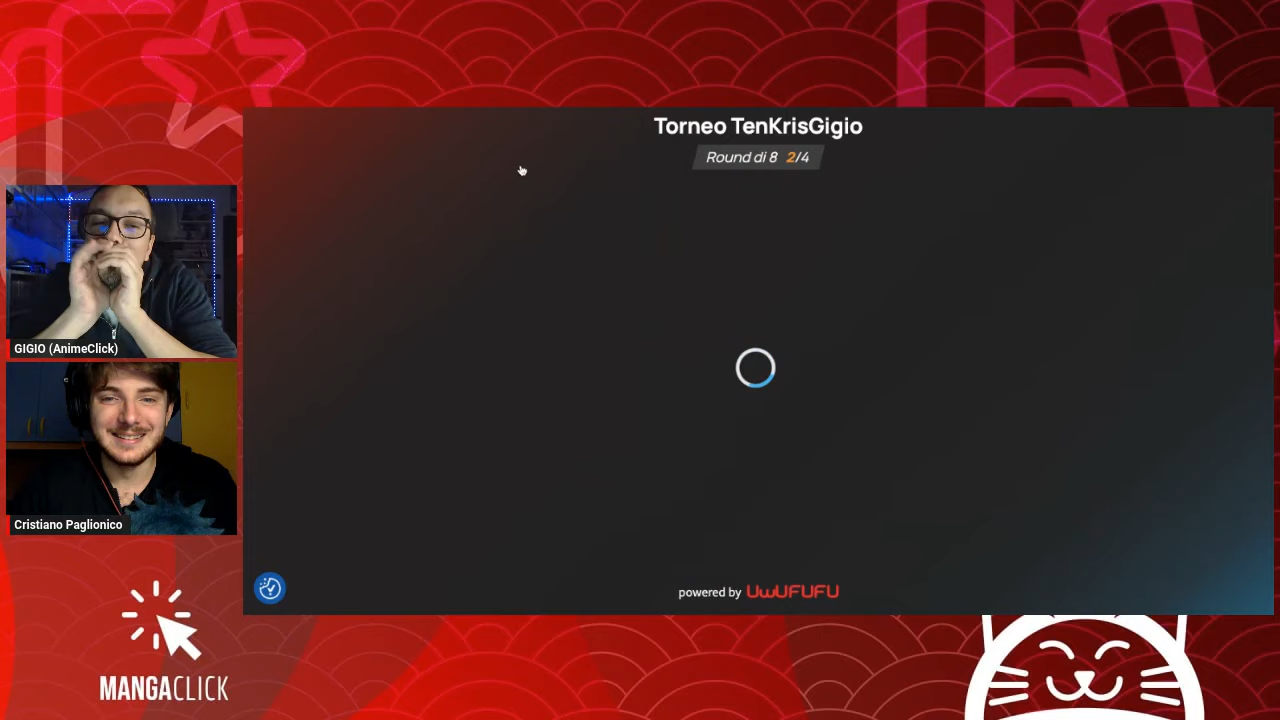 Torneo TenKrisGigio
Round di 8 2/4
GIGIO (AnimeClick)
Cristiano Paglionico
powered by UwUFUFU
MANGACLICK